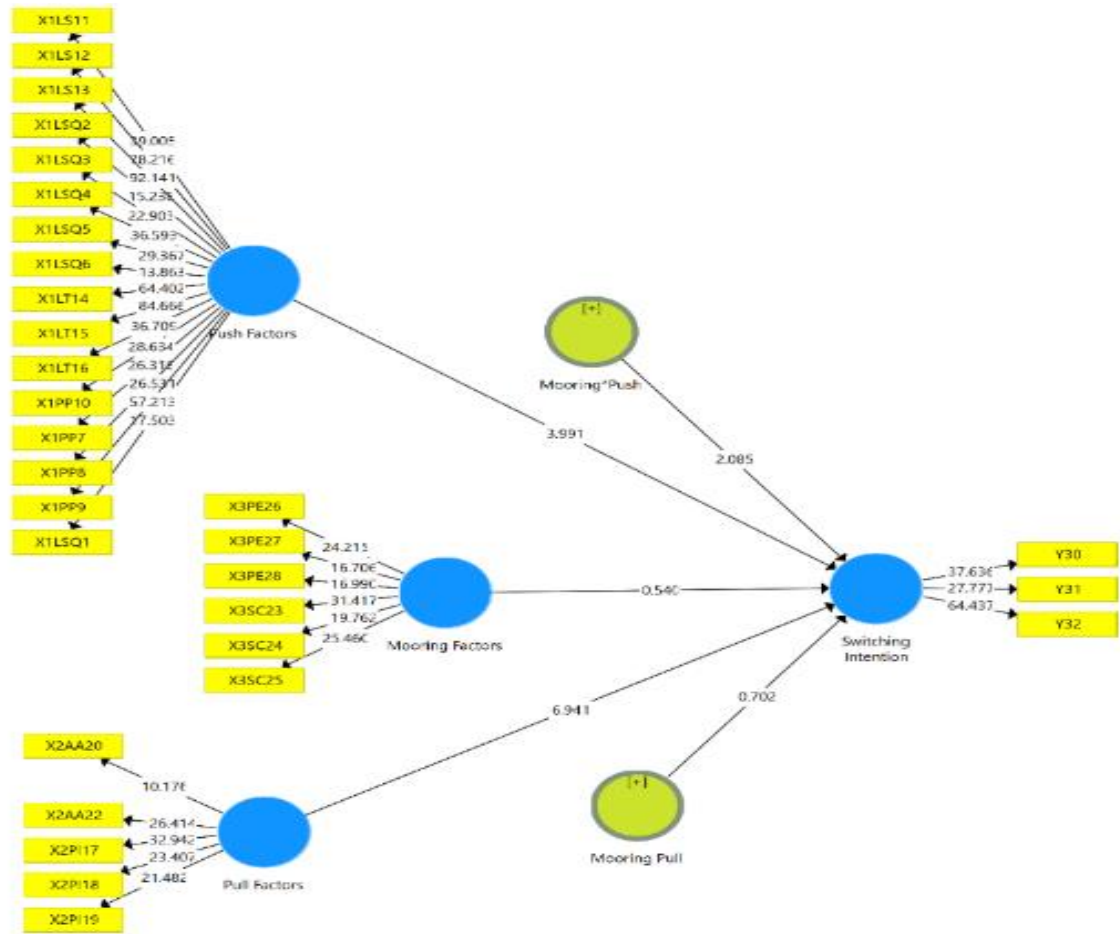 X1LS11
X1LS12
X1LS13
X1LSQ2
X1LSQ3
X1LSQ4
X1LSQ5
X1LSQ6
X1LT14
X1LT15
X1LT16
X1PP10
X1PP7
X1PP8
X1PP9
X1LSQ1
92.141
22.903
36.593
29.367
13.863
64.402
84.666
36.705
28.634
26.531
57.213
17.503
Push Factors
[+]
Mooring*Push
3.991
2.085
X3PE26
X3PE27
X3PE28
X3SC23
X3SC24
X3SC25
24.215
16.706
16.990
31.417
19.762
25.460
Mooring Factors
0.540
Switching
Intention
37.636
27.777
64.437
Y30
Y31
Y32
X2AA20
X2AA22
X2PI17
X2PI18
X2PI19
10.176
26.414
32.942
23.407
21.482
Pull Factors
6.941
0.702
[+]
Mooring Pull